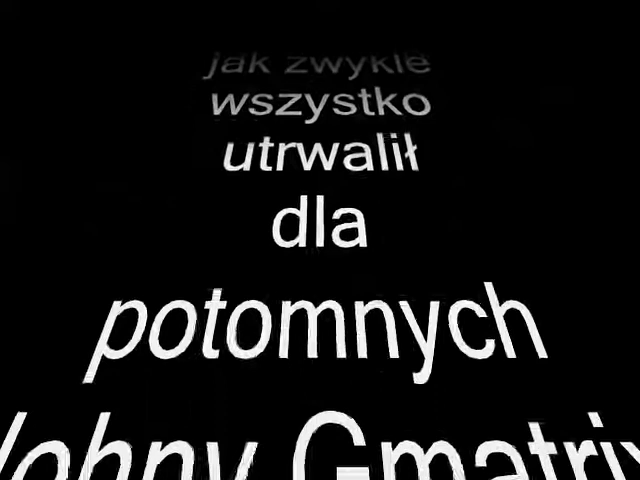 jak zwykle
wszystko
utrwalił
dla
potomnych
Johny Gmatrix